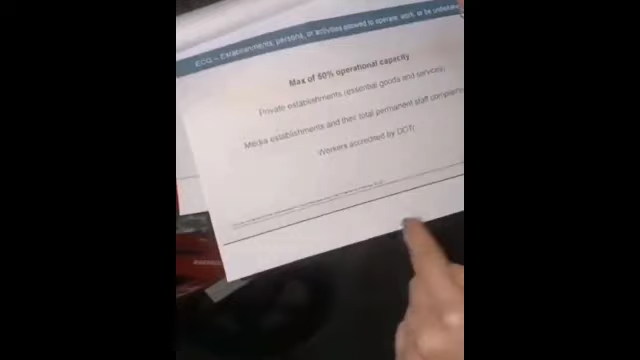 ECQ – Establishments, persons, or activities allowed to operate, work, or be undertaken
Max of 50% operational capacity
Private establishments (essential goods and services)
Media establishments and their total permanent staff complement
Workers accredited by DOTr